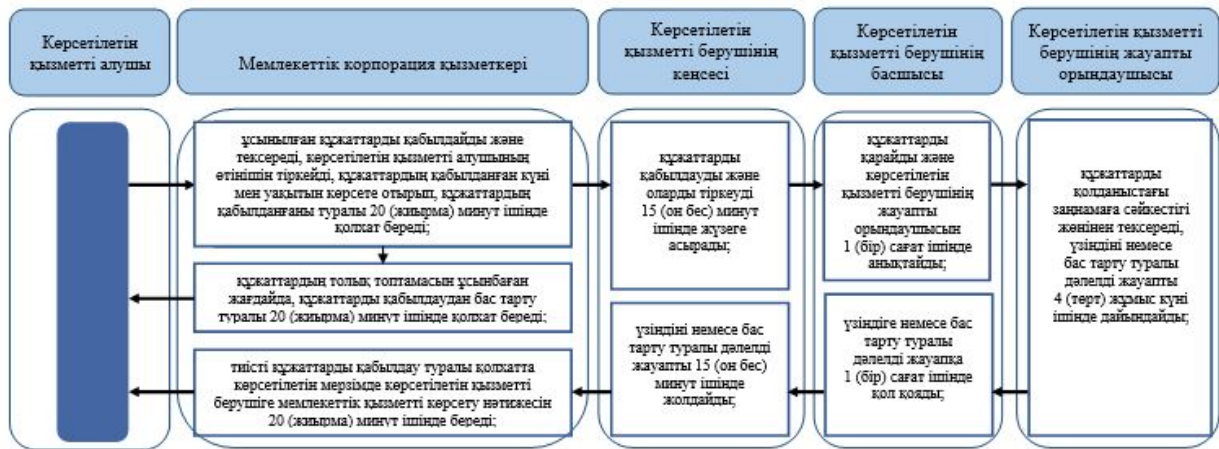 Көрсетілетін
қызметті алушы
Мемлекеттік корпорация қызметкері
Көрсетілетін
қызметті берушінің
кеңсесі
Көрсетілетін
қызметті берушінің
басшысы
Көрсетілетін қызметті
берушінің жауапты
орындаушысы
ұсынылған құжаттарды қабылдайды және
тексереді, көрсетілетін қызметті алушының
өтінішін тіркейді, құжаттардың қабылданған күні
мен уақытын көрсете отырып, құжаттардың
қабылданғаны туралы 20 (жиырма) минут ішінде
қолхат береді;
құжаттардың толық топтамасын ұсынбаған
жағдайда, құжаттарды қабылдаудан бас тарту
туралы 20 (жиырма) минут ішінде қолхат береді;
тиісті құжаттарды қабылдау туралы қолхатта
көрсетілетін мерзімде көрсетілетін қызметті
берушіге мемлекеттік қызметті көрсету нәтижесін
20 (жиырма) минут ішінде береді;
құжаттарды
қабылдауды және
оларды тіркеуді
15 (он бес) минут
ішінде жүзеге
асырады;
үзіндіні немесе бас
тарту туралы дәлелді
жауапты 15 (он бес)
минут ішінде
жолдайды;
құжаттарды
қарайды және
көрсетілетін
қызметті берушінің
жауапты
орындаушысын
1 (бір) сағат ішінде
анықтайды;
үзіндіге немесе бас
тарту туралы
дәлелді жауапқа
1 (бір) сағат ішінде
қол қояды;
құжаттарды
қолданыстағы
заңнамаға сәйкестігі
жөнінен тексереді,
үзіндіні немесе
бас тарту туралы
дәлелді жауапты
4 (төрт) жұмыс күні
ішінде дайындайды;